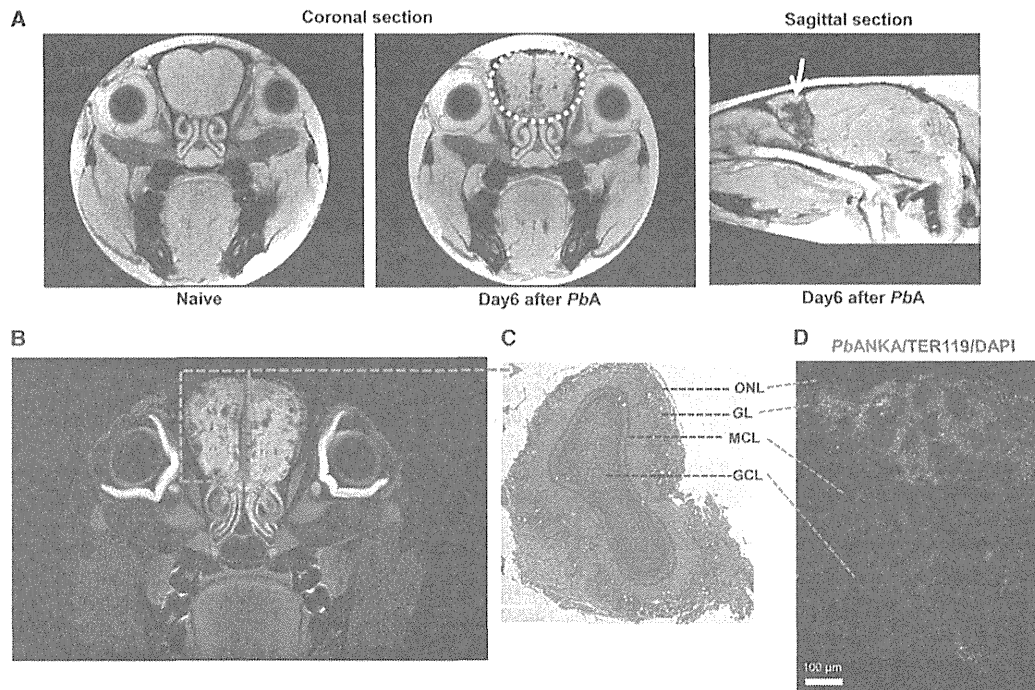 A
Coronal section
Sagittal section
Naive
Day6 after PbA
Day6 after PbA
B
C
D
PbANKA/TER119/DAPI
ONL
GL
MCL
GCL
100 µm